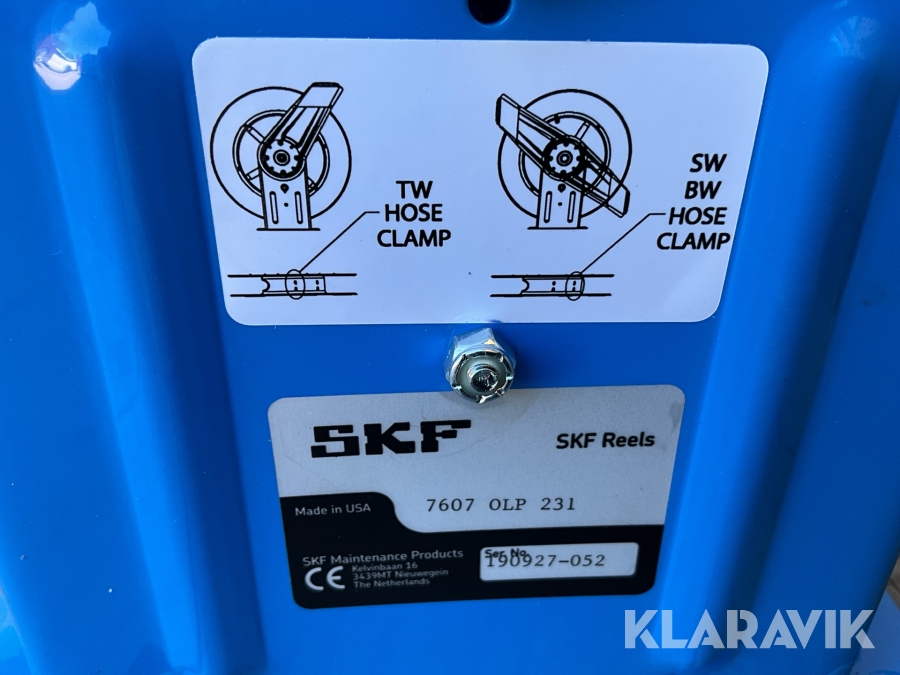 TW
HOSE
CLAMP
SW
BW
HOSE
CLAMP
SKF
SKF Reels
Made in USA
7607 OLP 231
SKF Maintenance Products
CE
Kelvinbaan 16
3439MT Nieuwegein
The Netherlands
Ser. No.
190927-052
KLARAVIK